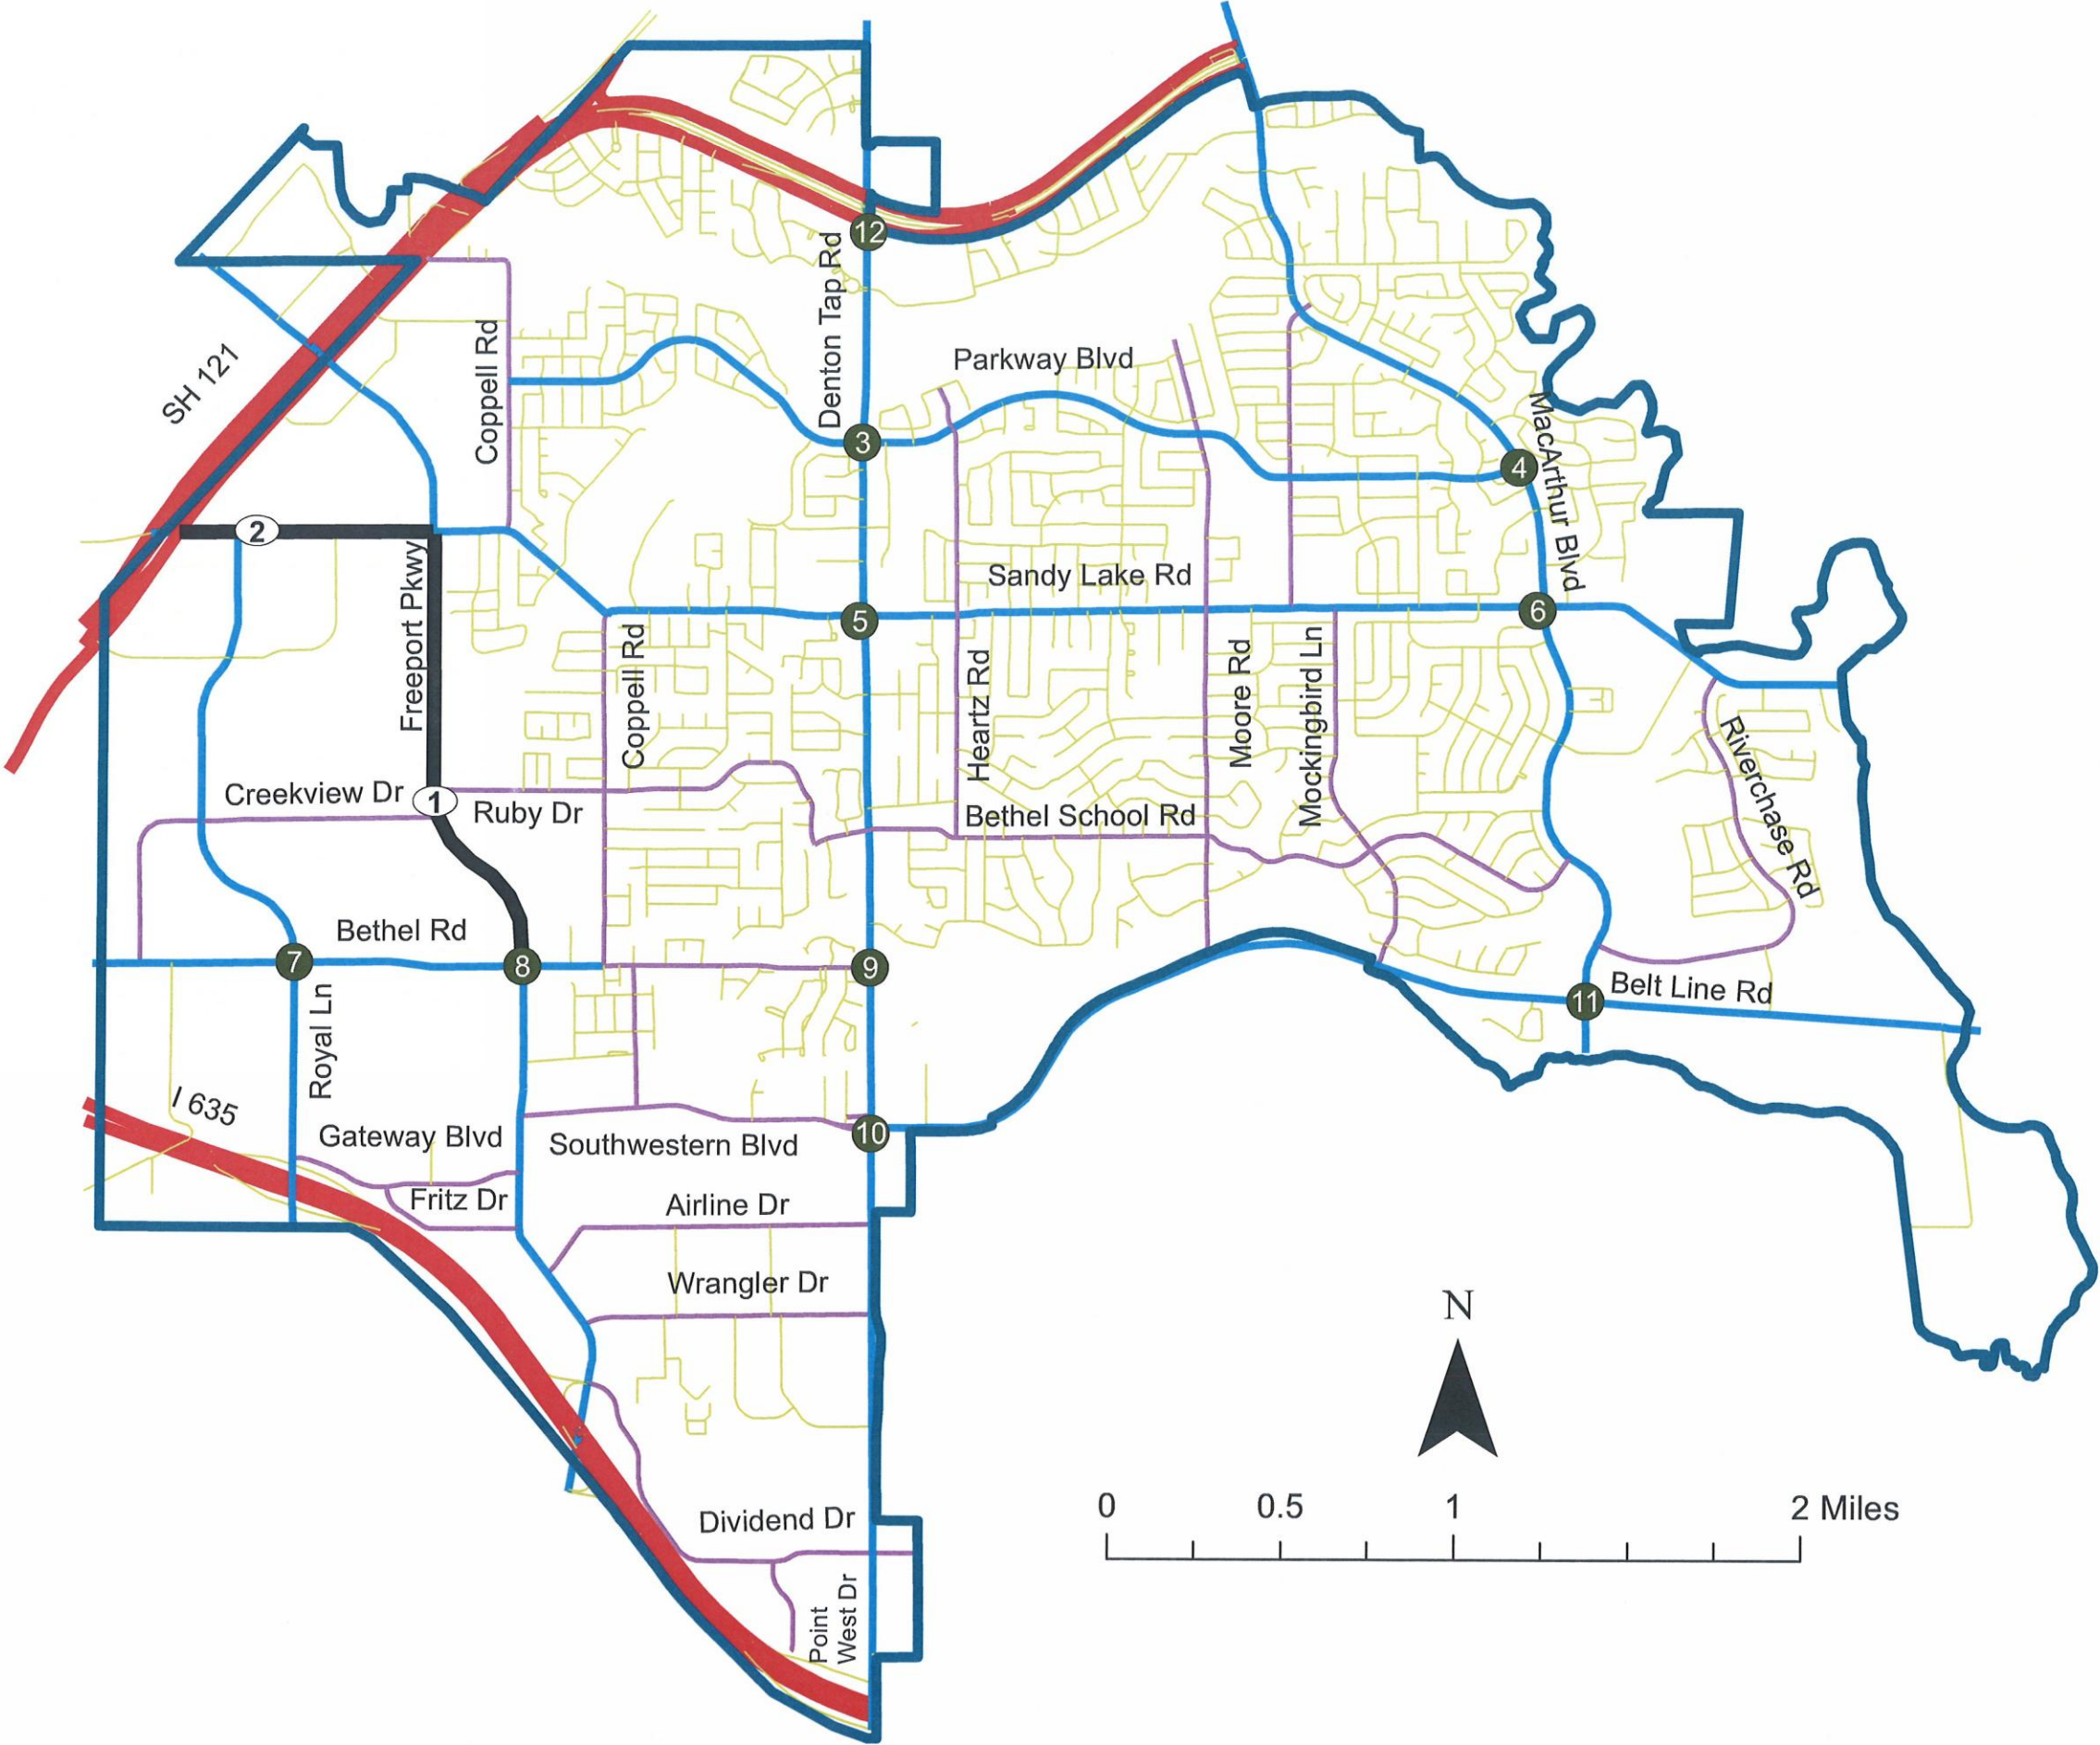 12
Denton Tap Rd
SH 121
Coppell Rd
Parkway Blvd
3
4
MacArthur Blvd
2
Freeport Pkwy
Sandy Lake Rd
5
6
Coppell Rd
Heartz Rd
Moore Rd
Mockingbird Ln
Riverchase Rd
Creekview Dr
1
Ruby Dr
Bethel School Rd
Bethel Rd
7
8
9
Royal Ln
11
Belt Line Rd
I 635
Gateway Blvd
Southwestern Blvd
10
Fritz Dr
Airline Dr
Wrangler Dr
N
Dividend Dr
0
0.5
1
2 Miles
Point
West Dr